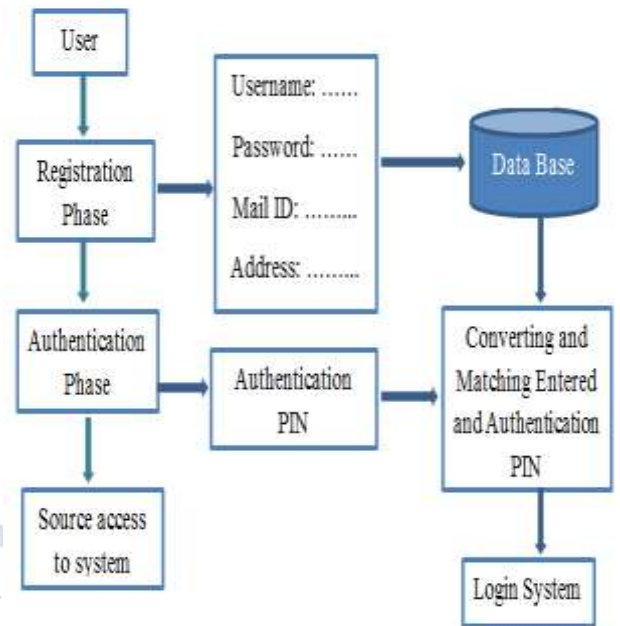 User
Registration
Phase
Username: ......
Password: ......
Mail ID: .........
Address: .........
Data Base
Authentication
Phase
Authentication
PIN
Converting and
Matching Entered
and Authentication
PIN
Source access
to system
Login System